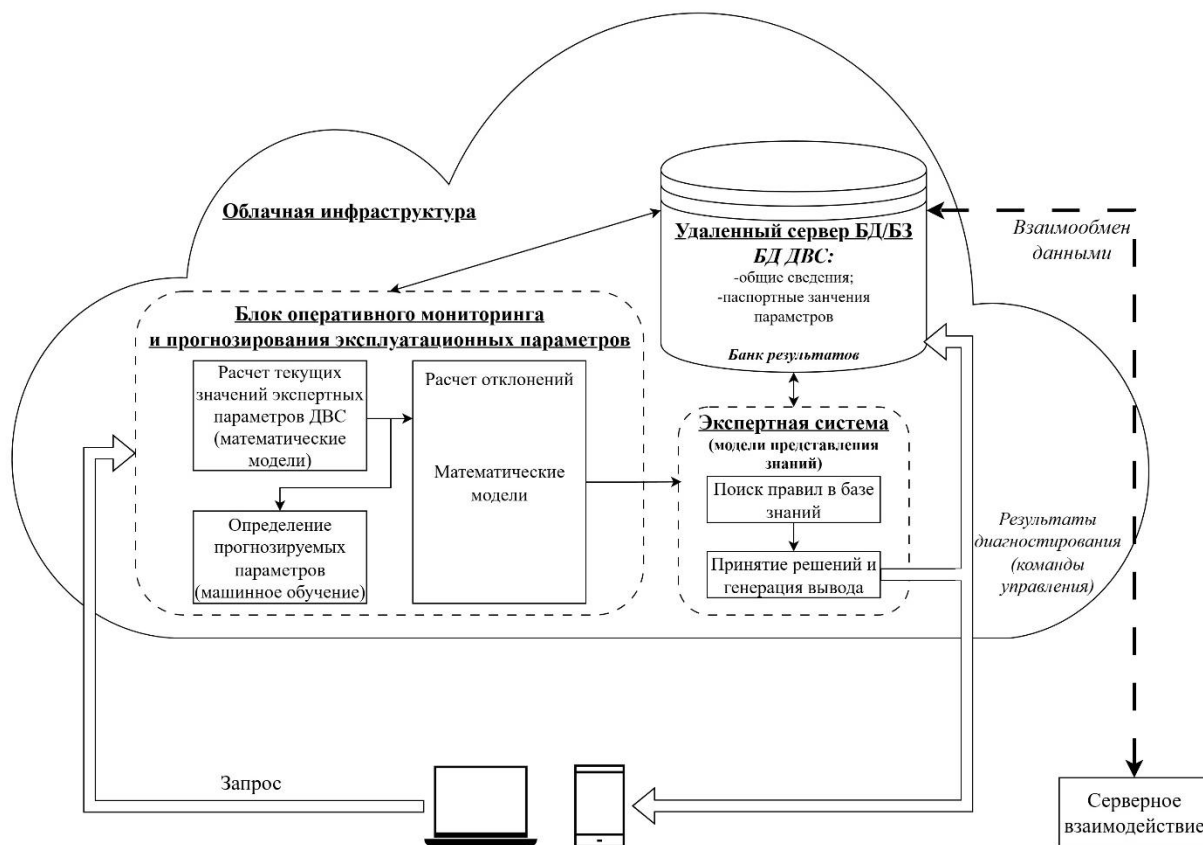 Облачная инфраструктура
Удаленный сервер БД/БЗ
БД ДВС:
-общие сведения;
-паспортные занчения
параметров
Банк результатов
Взаимообмен
данными
Блок оперативного мониторинга
и прогнозирования эксплуатационных параметров
Расчет текущих
значений экспертных
параметров ДВС
(математические
модели)
Определение
прогнозируемых
параметров
(машинное обучение)
Расчет отклонений
Математические
модели
Экспертная система
(модели представления
знаний)
Поиск правил в базе
знаний
Принятие решений и
генерация вывода
Результаты
диагностирования
(команды
управления)
Запрос
Серверное
взаимодействие